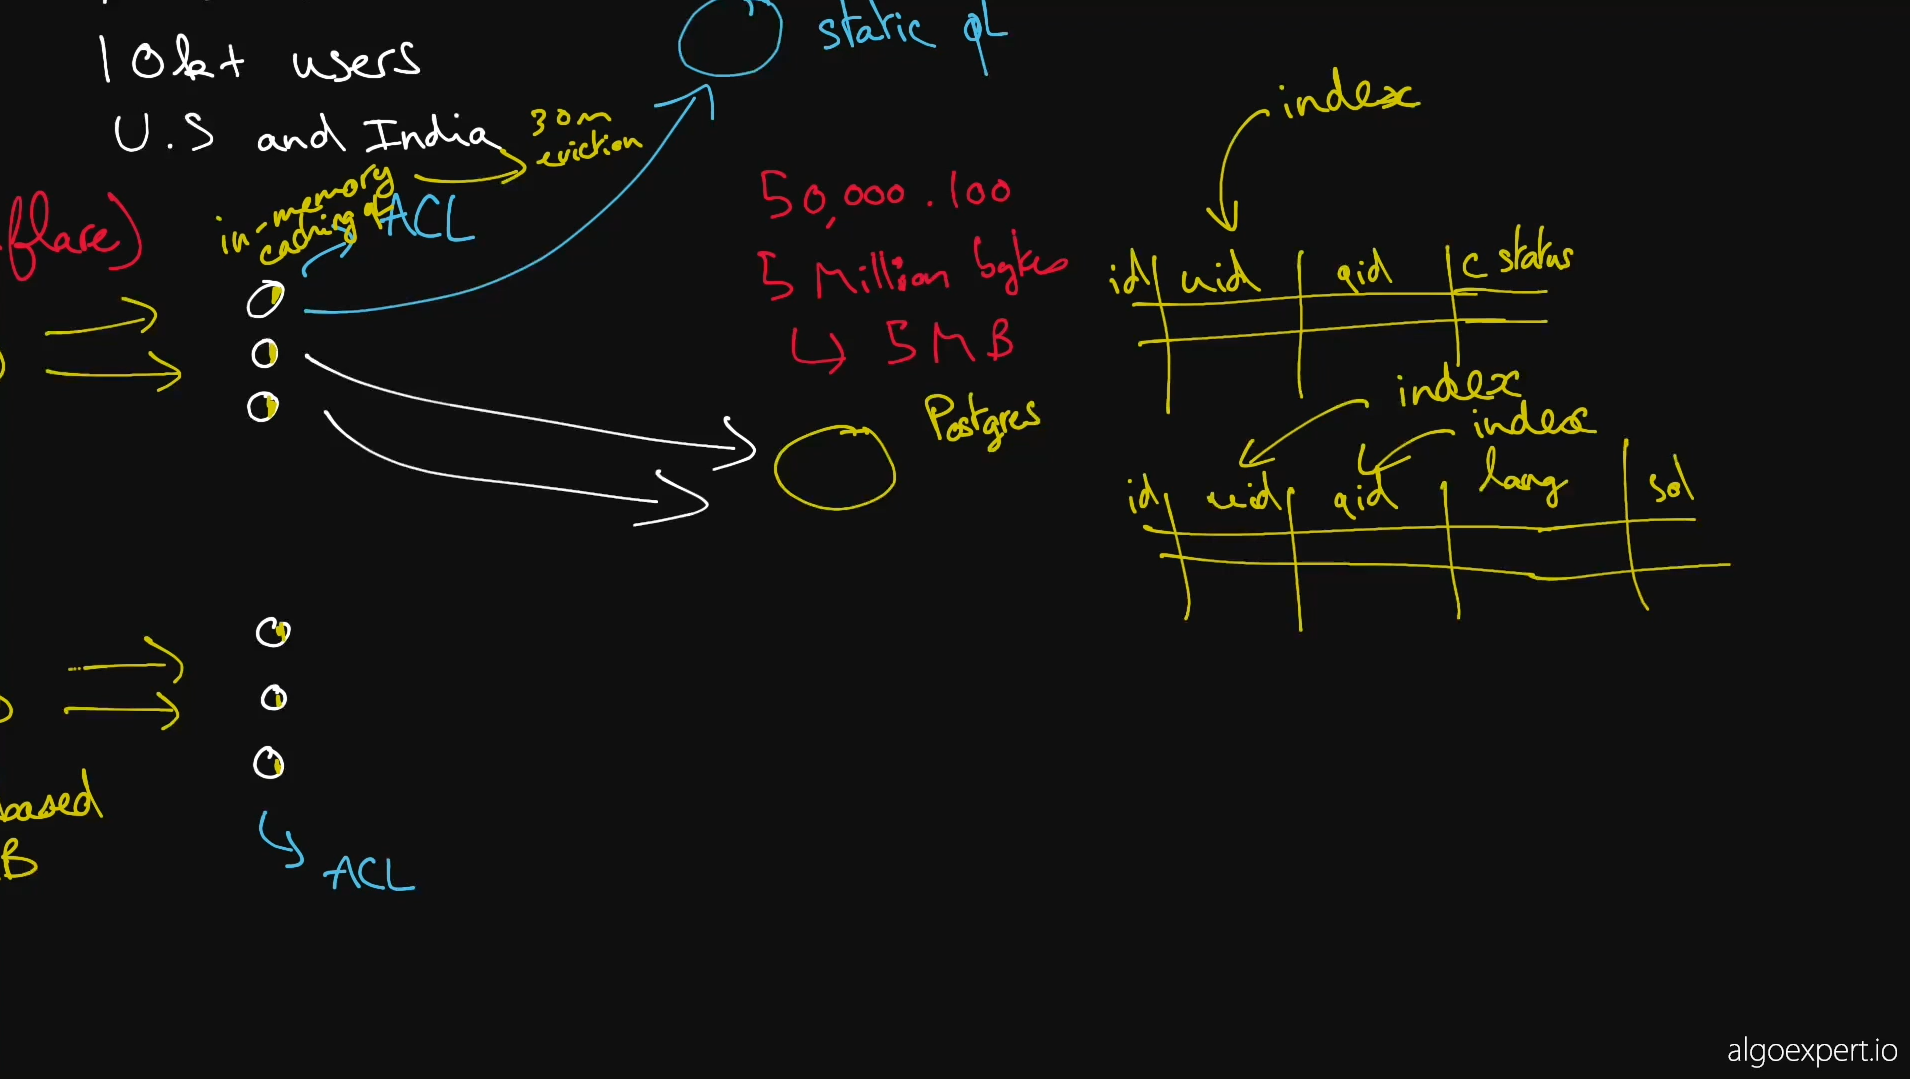 10k+ users
U.S and India
30m
eviction
in-memory
caching of
ACL
static qL
flare)
50,000.100
5 Million bytes
5MB
Postgres
index
id uid qid c status
index
index
id uid qid lang sol
based
B
ACL
algoexpert.io